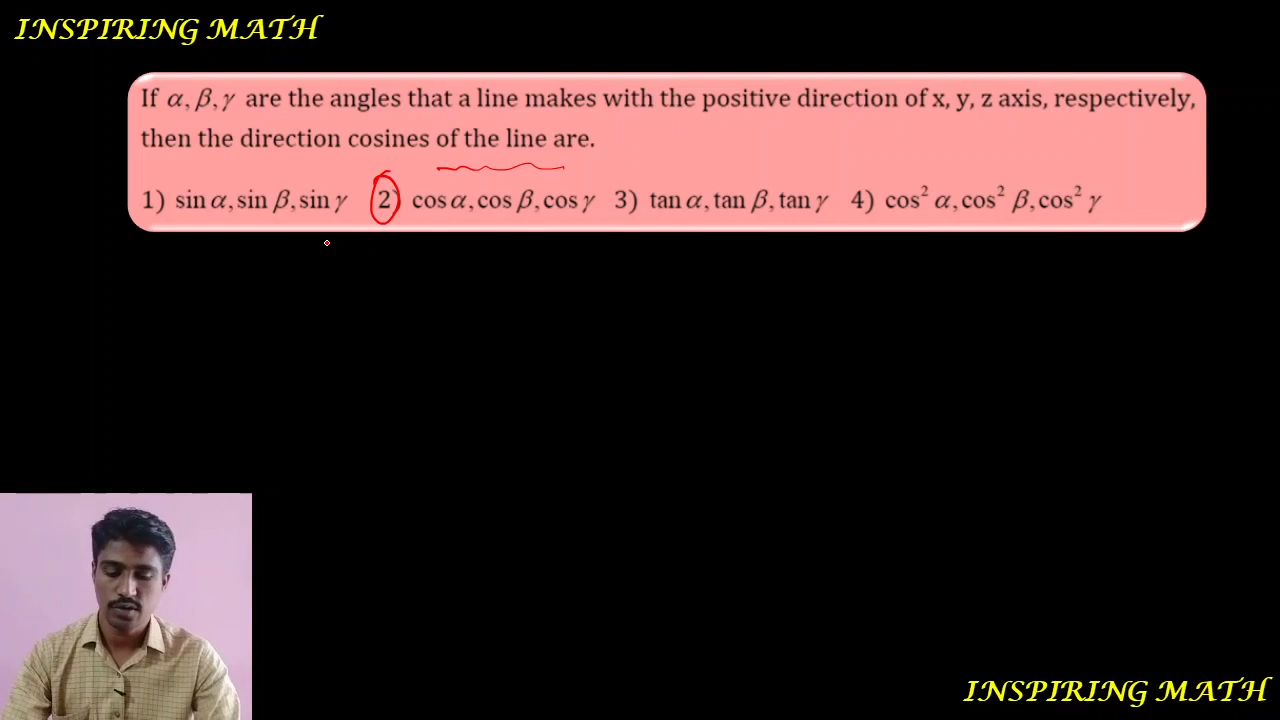 INSPIRING MATH
If α, β, γ are the angles that a line makes with the positive direction of x, y, z axis, respectively,
then the direction cosines of the line are.
1) sin α, sin β, sin γ 2) cos α, cos β, cos γ 3) tan α, tan β, tan γ 4) cos² α, cos² β, cos² γ
INSPIRING MATH